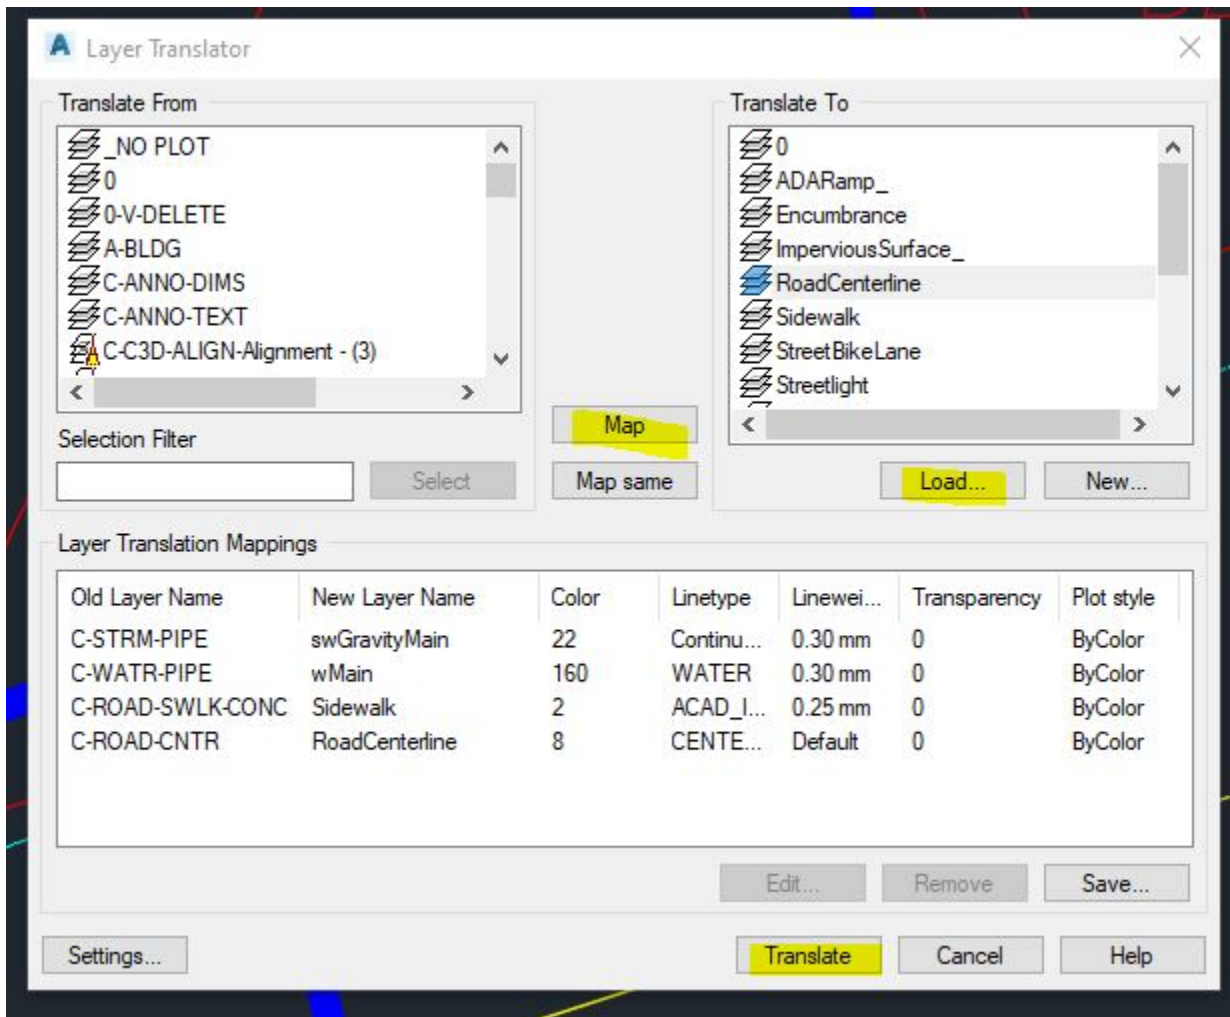 Layer Translator
Translate From
_NO PLOT
0
0-V-DELETE
A-BLDG
C-ANNO-DIMS
C-ANNO-TEXT
C-C3D-ALIGN-Alignment - (3)
Selection Filter
Select
Map
Map same
Translate To
0
ADARamp_
Encumbrance
ImperviousSurface_
RoadCenterline
Sidewalk
StreetBikeLane
Streetlight
Load...
New...
Layer Translation Mappings
Old Layer Name New Layer Name Color Linetype Linewei... Transparency Plot style
C-STRM-PIPE swGravityMain 22 Continu... 0.30 mm 0 ByColor
C-WATR-PIPE wMain 160 WATER 0.30 mm 0 ByColor
C-ROAD-SWLK-CONC Sidewalk 2 ACAD_I... 0.25 mm 0 ByColor
C-ROAD-CNTR RoadCenterline 8 CENTE... Default 0 ByColor
Edit... Remove Save...
Settings... Translate Cancel Help